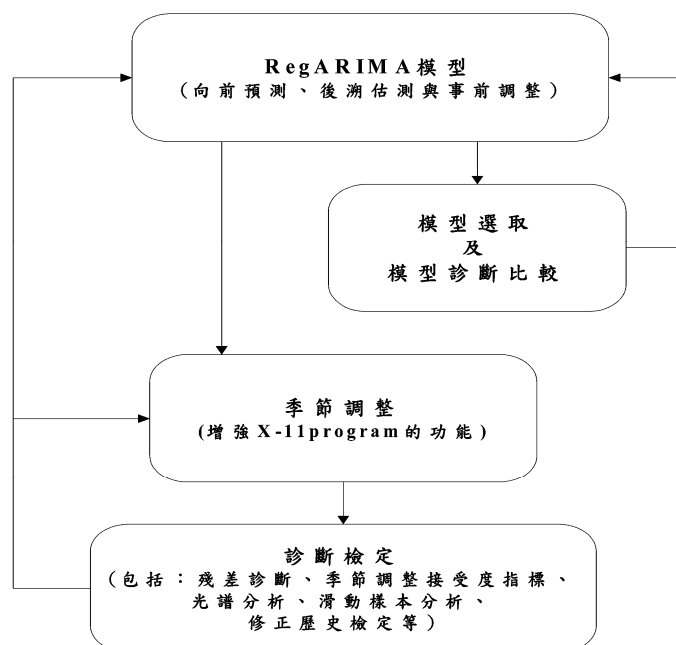 RegARIMA模型
(向前預測、後溯估測與事前調整)
模型選取
及
模型診斷比較
季節調整
(增強X-11program的功能)
診斷檢定
(包括：殘差診斷、季節調整接受度指標、
光譜分析、滑動樣本分析、
修正歷史檢定等)